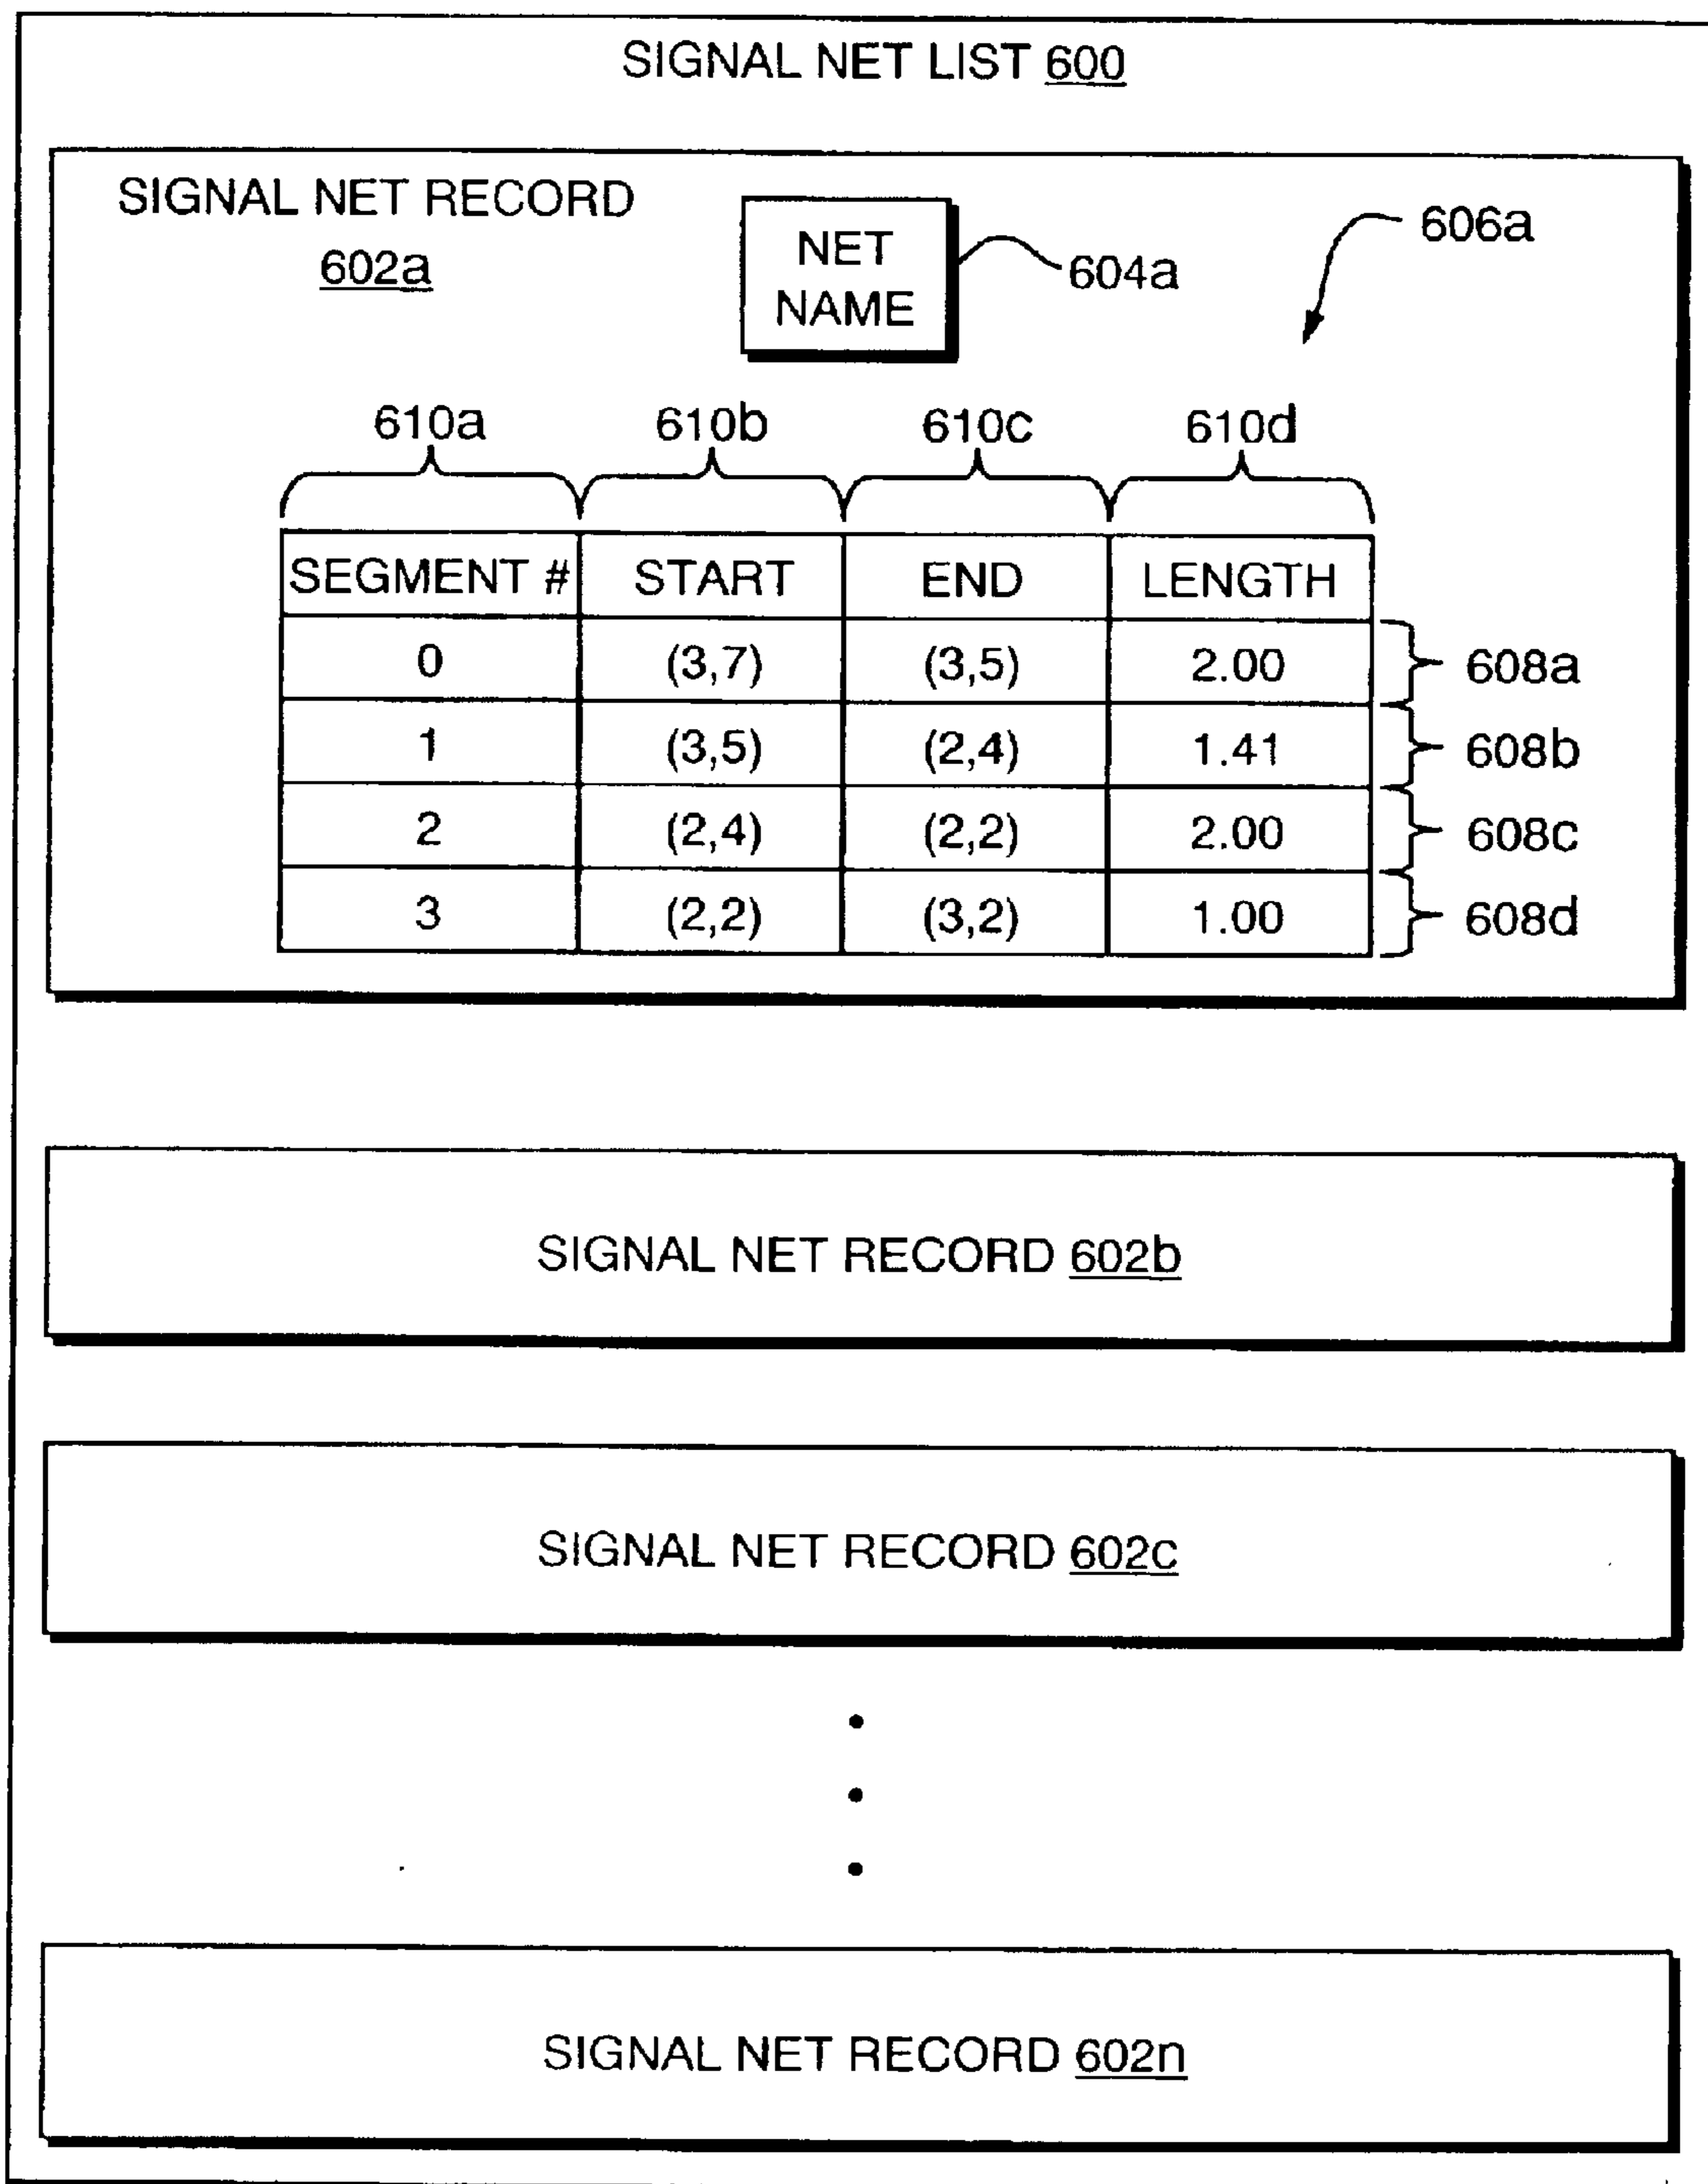 SIGNAL NET LIST 600
SIGNAL NET RECORD
602a
NET
NAME
604a
606a
610a 610b 610c 610d
SEGMENT # START END LENGTH
0 (3,7) (3,5) 2.00 608a
1 (3,5) (2,4) 1.41 608b
2 (2,4) (2,2) 2.00 608c
3 (2,2) (3,2) 1.00 608d
SIGNAL NET RECORD 602b
SIGNAL NET RECORD 602c
SIGNAL NET RECORD 602n